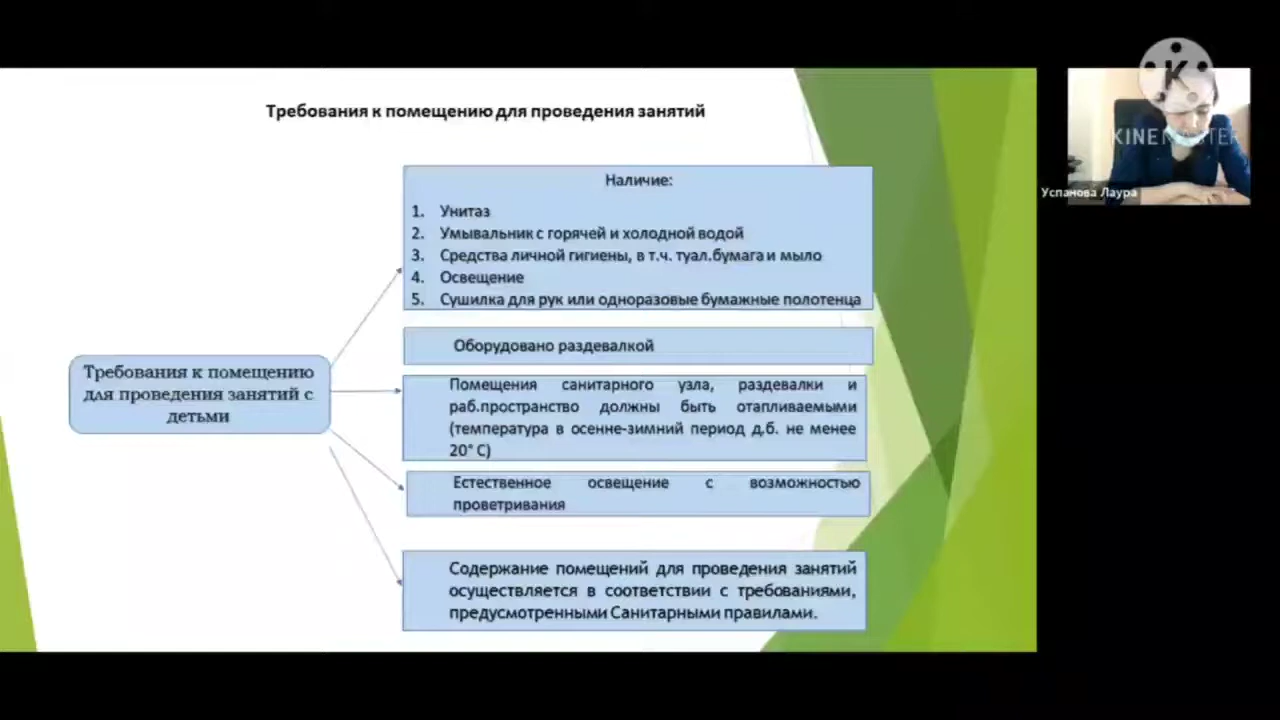 Требования к помещению для проведения занятий
Наличие:
1. Унитаз
2. Умывальник с горячей и холодной водой
3. Средства личной гигиены, в т.ч. туал.бумага и мыло
4. Освещение
5. Сушилка для рук или одноразовые бумажные полотенца
Оборудовано раздевалкой
Требования к помещению
для проведения занятий с
детьми
Помещения санитарного узла, раздевалки и
раб.пространство должны быть отапливаемыми
(температура в осенне-зимний период д.б. не менее
20° С)
Естественное освещение с возможностью
проветривания
Содержание помещений для проведения занятий
осуществляется в соответствии с требованиями,
предусмотренными Санитарными правилами.
K
KINEMASTER
Успанова Лаура